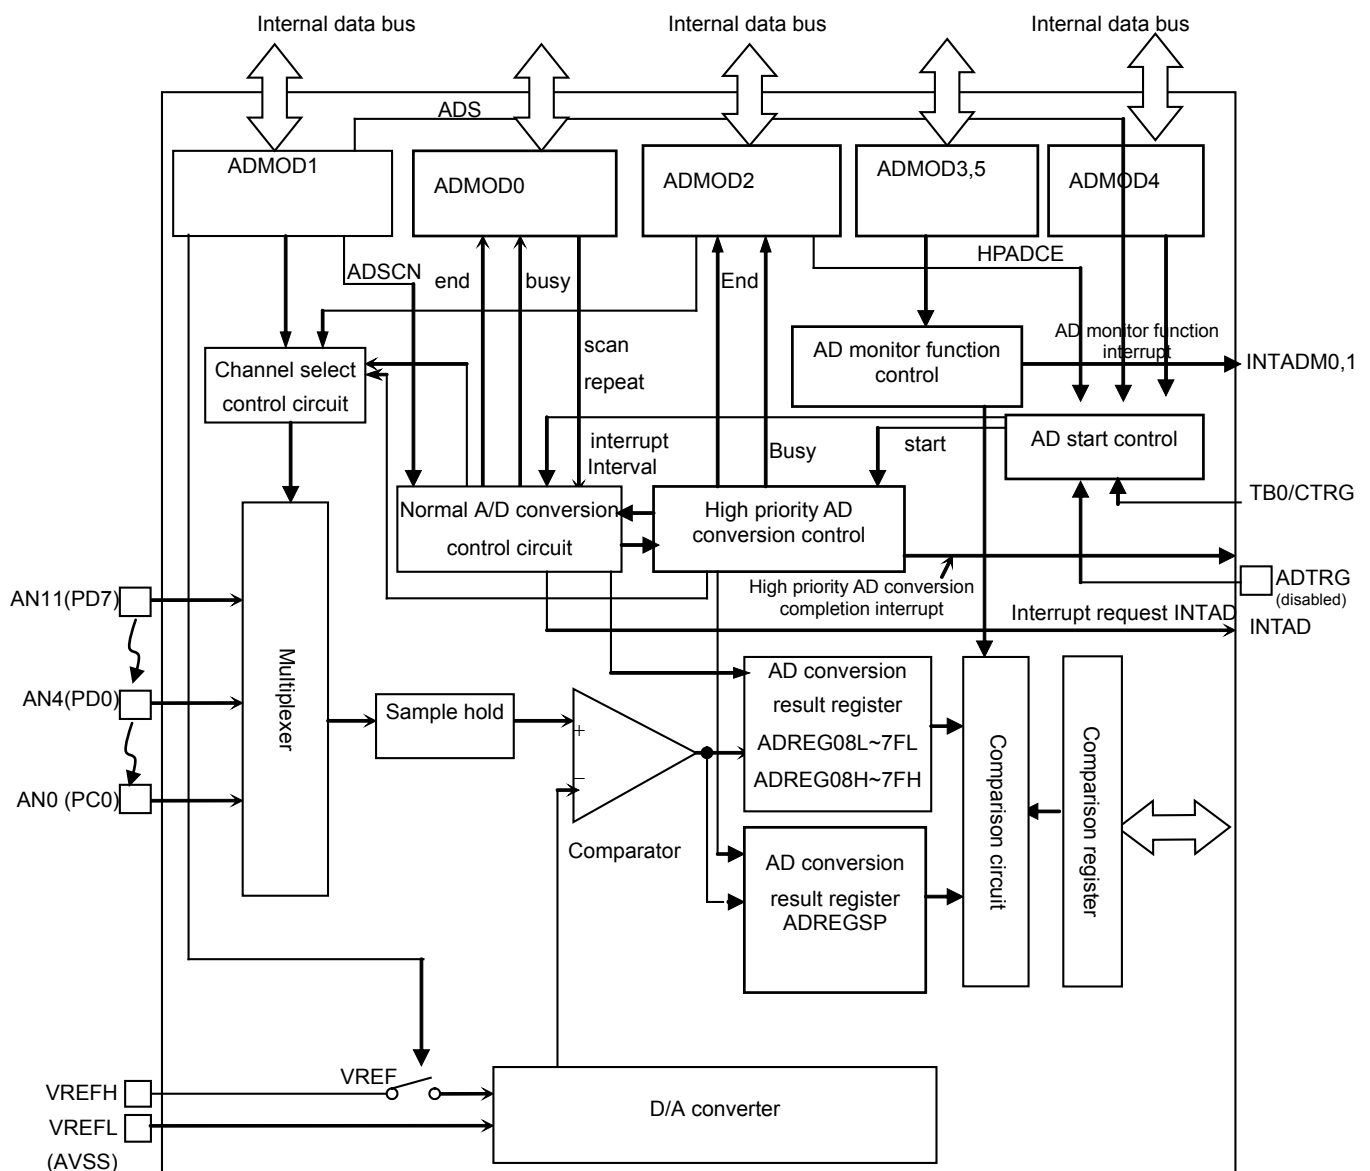 Internal data bus
Internal data bus
Internal data bus
ADS
ADMOD1
ADMOD0
ADMOD2
ADMOD3,5
ADMOD4
ADSCN
end
busy
End
HPADCE
scan
repeat
AD monitor function
interrupt
Channel select
control circuit
AD monitor function
control
INTADM0,1
interrupt
Interval
Busy
start
AD start control
TB0/CTRG
Normal A/D conversion
control circuit
High priority AD
conversion control
High priority AD conversion
completion interrupt
ADTRG
(disabled)
AN11(PD7)
Interrupt request INTAD
INTAD
Multiplexer
AN4(PD0)
Sample hold
AD conversion
result register
ADREG08L~7FL
ADREG08H~7FH
+
−
Comparison circuit
Comparison register
AN0 (PC0)
Comparator
AD conversion
result register
ADREGSP
VREFH
VREF
D/A converter
VREFL
(AVSS)